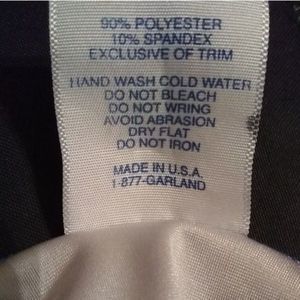 90% POLYESTER
10% SPANDEX
EXCLUSIVE OF TRIM
HAND WASH COLD WATER
DO NOT BLEACH
DO NOT WRING
AVOID ABRASION
DRY FLAT
DO NOT IRON
MADE IN U.S.A.
1-877-GARLAND